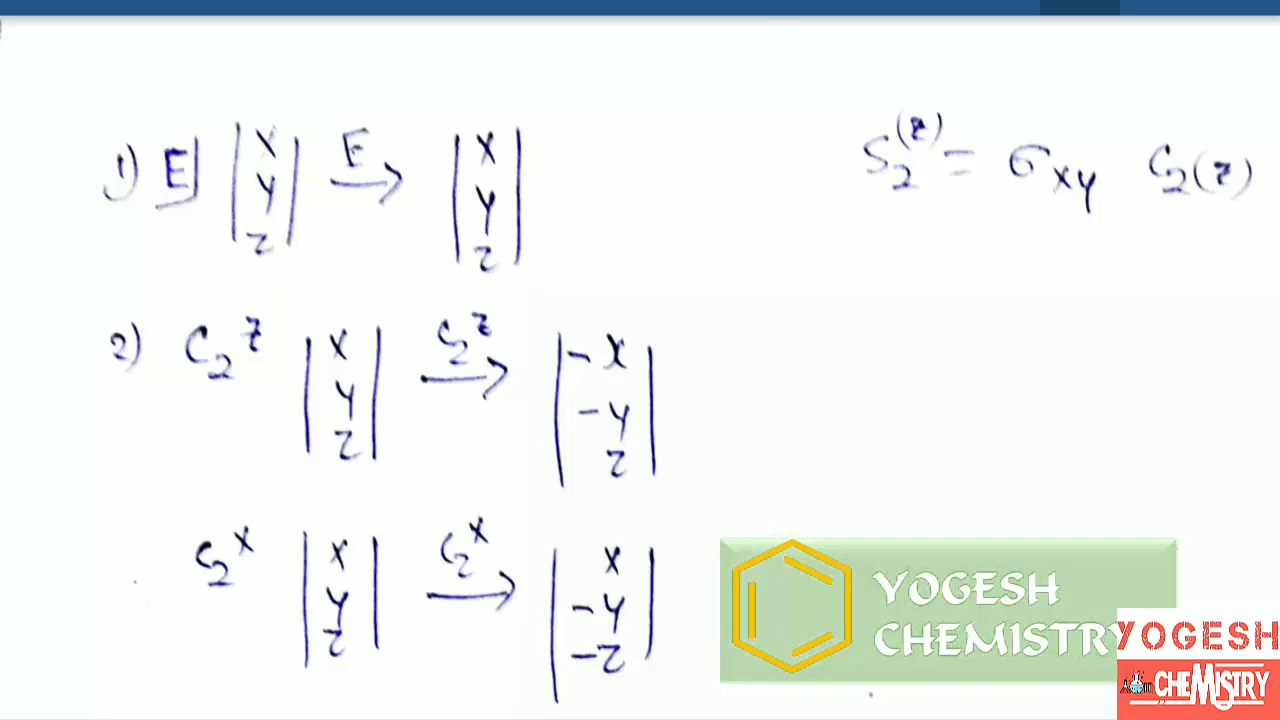 1) E | X Y Z | E→ | X Y Z |
S₂⁽ᶻ⁾ = σxy C₂(z)
2) C₂ᶻ | X Y Z | C₂ᶻ→ | -X -Y Z |
C₂ˣ | X Y Z | C₂ˣ→ | X -Y -Z |
YOGESH
CHEMISTRY
YOGESH
CHEMISTRY